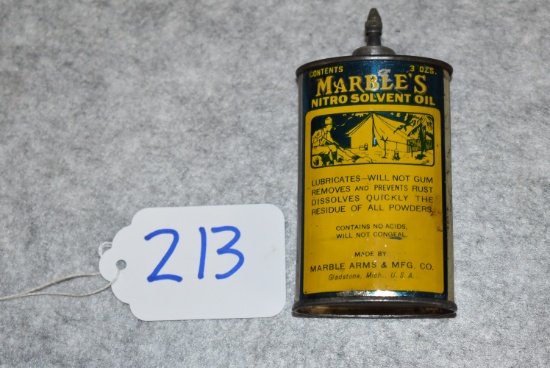 CONTENTS 3 OZS.
MARBLE'S
NITRO SOLVENT OIL
LUBRICATES—WILL NOT GUM
REMOVES AND PREVENTS RUST
DISSOLVES QUICKLY THE
RESIDUE OF ALL POWDERS
CONTAINS NO ACIDS.
WILL NOT CONGEAL.
MADE BY
MARBLE ARMS & MFG. CO.
Gladstone, Mich., U.S.A.
213